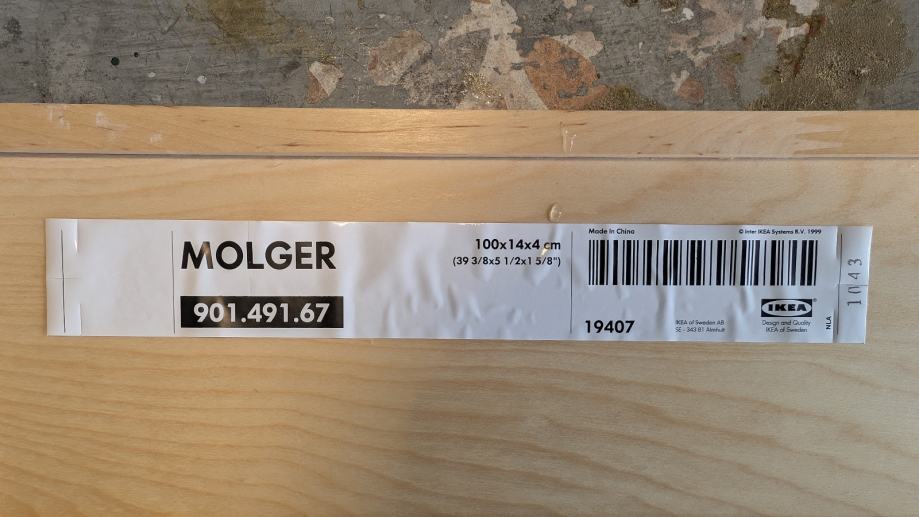 MOLGER
901.491.67
100x14x4 cm
(39 3/8x5 1/2x1 5/8")
Made In China
© Inter IKEA Systems B.V. 1999
19407
IKEA of Sweden AB
SE - 343 81 Älmhult
IKEA®
Design and Quality
IKEA of Sweden
NLA
1043